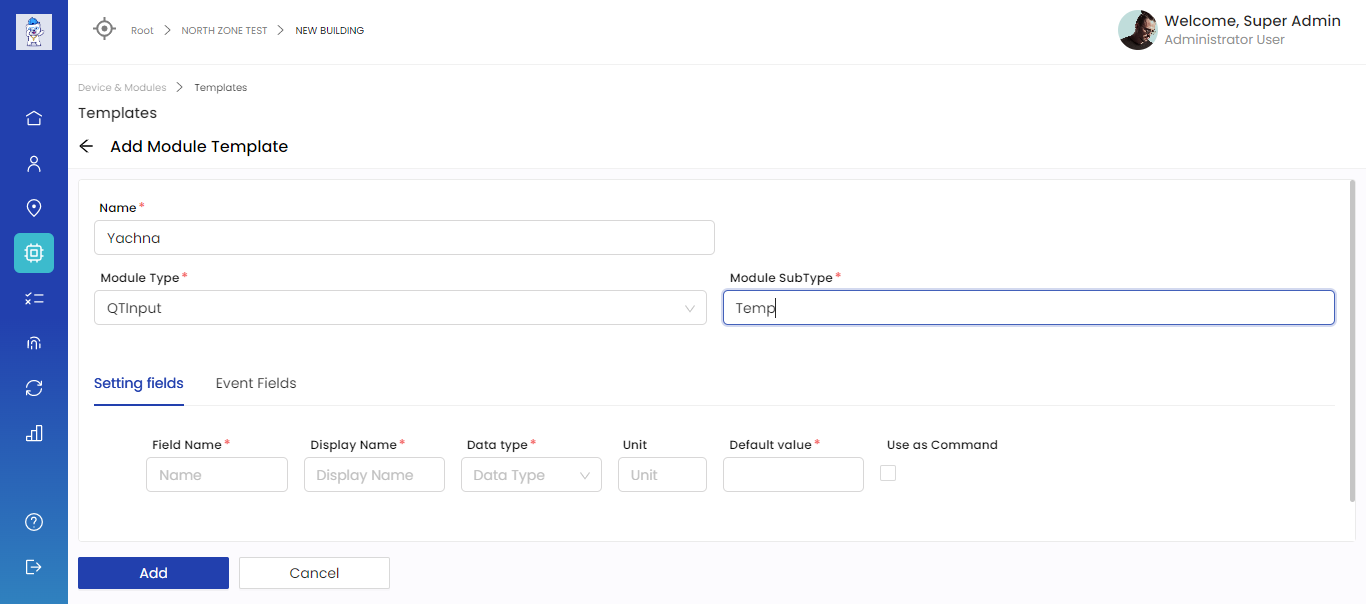 Root > NORTH ZONE TEST > NEW BUILDING
Welcome, Super Admin
Administrator User
Device & Modules > Templates
Templates
← Add Module Template
Name *
Yachna
Module Type * Module SubType *
QTInput Temp
Setting fields Event Fields
Field Name * Display Name * Data type * Unit Default value * Use as Command
Name Display Name Data Type Unit
Add Cancel